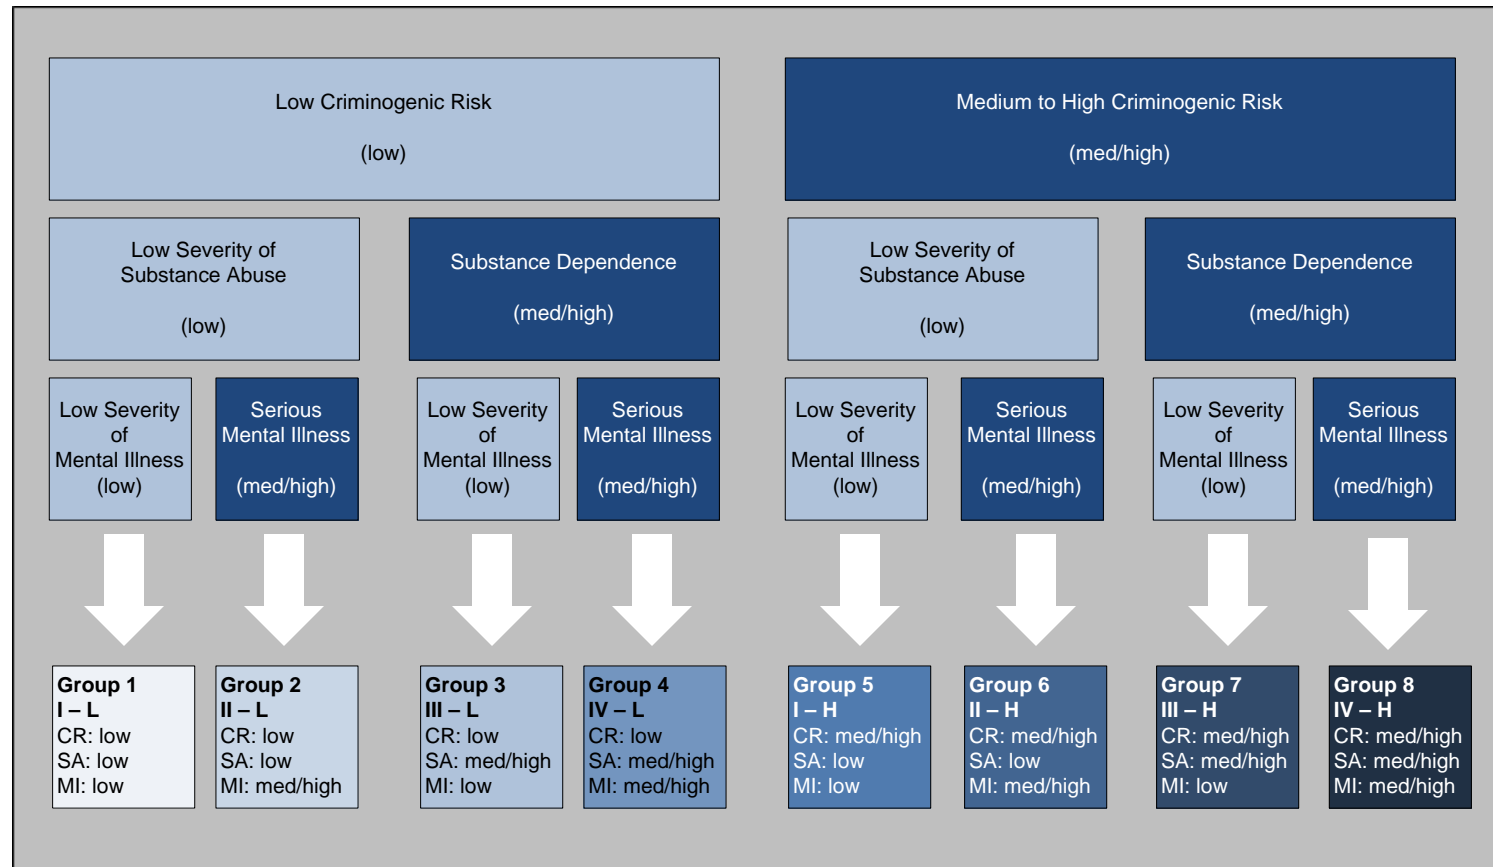 Low Criminogenic Risk
(low)
Medium to High Criminogenic Risk
(med/high)
Low Severity of
Substance Abuse
(low)
Substance Dependence
(med/high)
Low Severity of
Substance Abuse
(low)
Substance Dependence
(med/high)
Low Severity
of
Mental Illness
(low)
Serious
Mental Illness
(med/high)
Low Severity
of
Mental Illness
(low)
Serious
Mental Illness
(med/high)
Low Severity
of
Mental Illness
(low)
Serious
Mental Illness
(med/high)
Low Severity
of
Mental Illness
(low)
Serious
Mental Illness
(med/high)
Group 1
I – L
CR: low
SA: low
MI: low
Group 2
II – L
CR: low
SA: low
MI: med/high
Group 3
III – L
CR: low
SA: med/high
MI: low
Group 4
IV – L
CR: low
SA: med/high
MI: med/high
Group 5
I – H
CR: med/high
SA: low
MI: low
Group 6
II – H
CR: med/high
SA: low
MI: med/high
Group 7
III – H
CR: med/high
SA: med/high
MI: low
Group 8
IV – H
CR: med/high
SA: med/high
MI: med/high